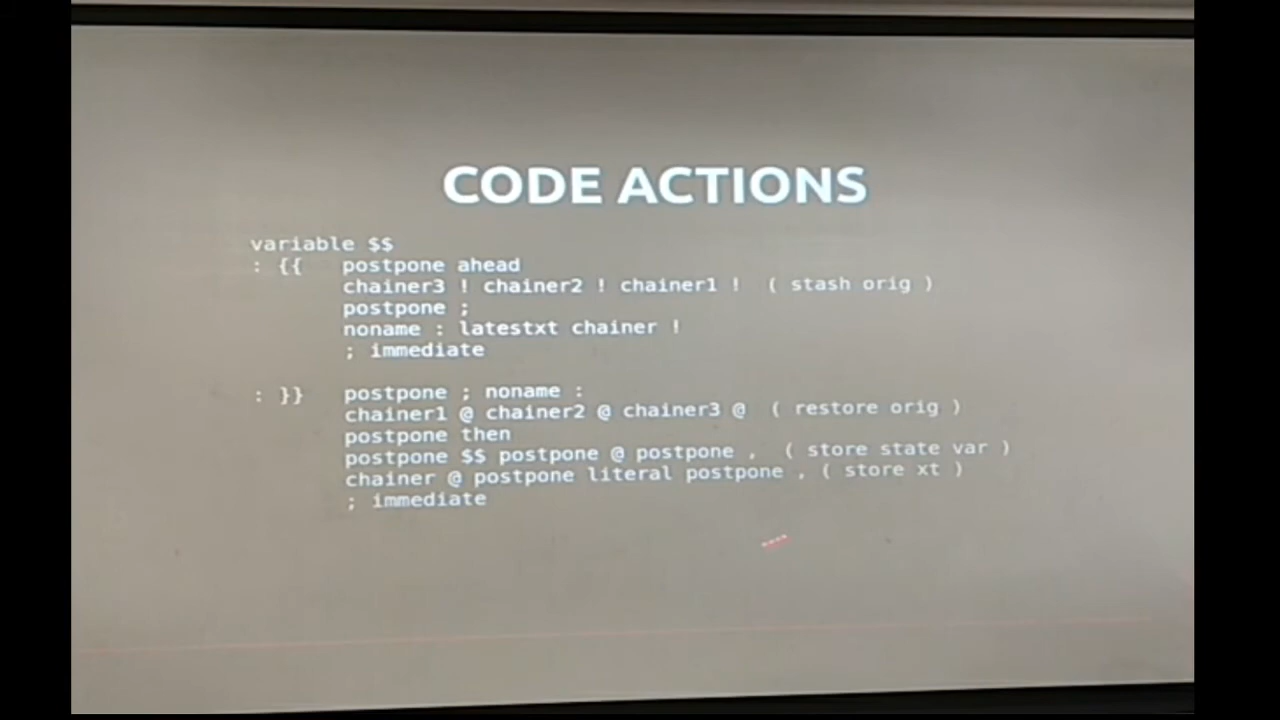 CODE ACTIONS
variable $$
: {{ postpone ahead
chainer3 ! chainer2 ! chainer1 ! ( stash orig )
postpone ;
noname : latestxt chainer !
; immediate
: }} postpone ; noname :
chainer1 @ chainer2 @ chainer3 @ ( restore orig )
postpone then
postpone $$ postpone @ postpone , ( store state var )
chainer @ postpone literal postpone , ( store xt )
; immediate